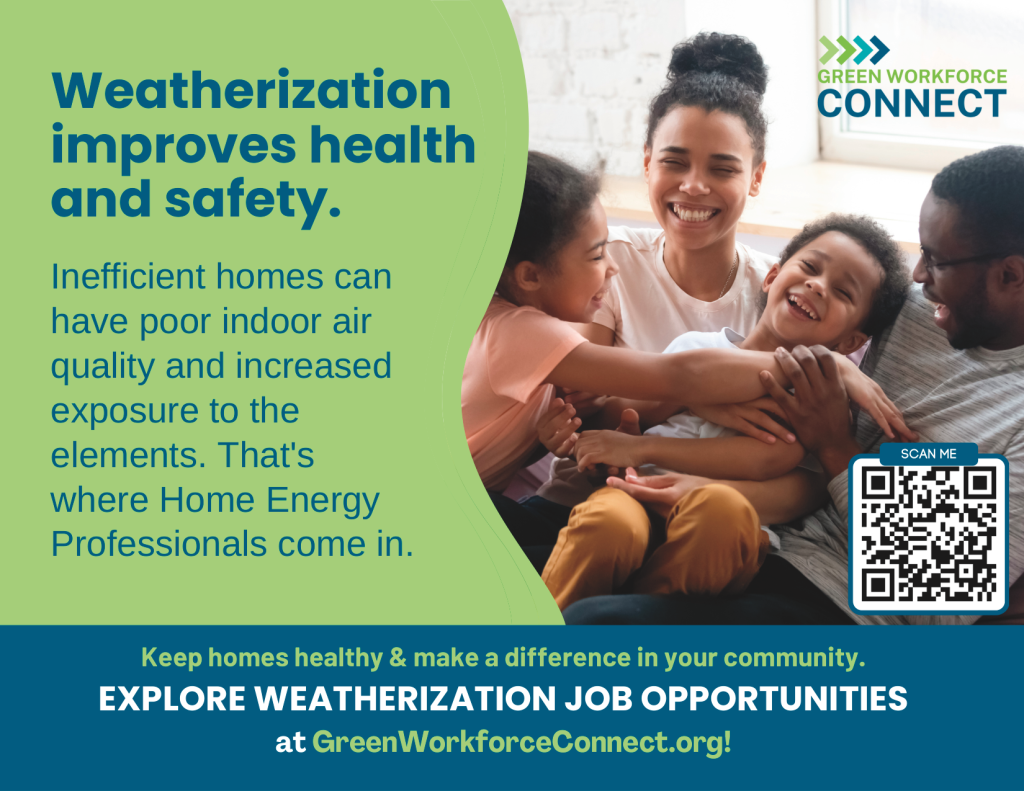 Weatherization
improves health
and safety.
Inefficient homes can
have poor indoor air
quality and increased
exposure to the
elements. That's
where Home Energy
Professionals come in.
GREEN WORKFORCE
CONNECT
SCAN ME
Keep homes healthy & make a difference in your community.
EXPLORE WEATHERIZATION JOB OPPORTUNITIES
at GreenWorkforceConnect.org!